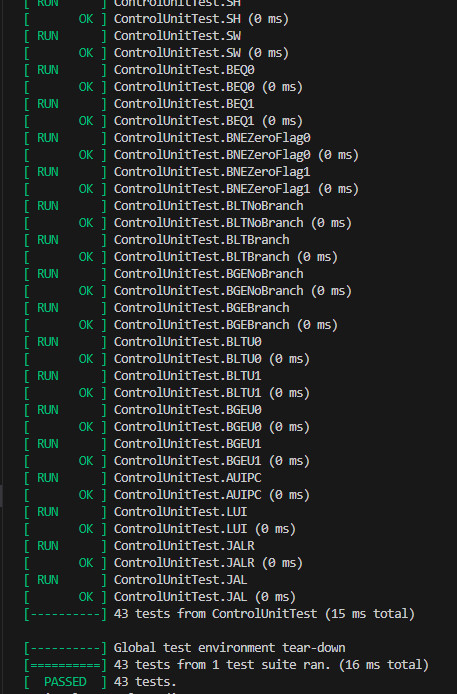 [ RUN      ] ControlUnitTest.SH
[       OK ] ControlUnitTest.SH (0 ms)
[ RUN      ] ControlUnitTest.SW
[       OK ] ControlUnitTest.SW (0 ms)
[ RUN      ] ControlUnitTest.BEQ0
[       OK ] ControlUnitTest.BEQ0 (0 ms)
[ RUN      ] ControlUnitTest.BEQ1
[       OK ] ControlUnitTest.BEQ1 (0 ms)
[ RUN      ] ControlUnitTest.BNEZeroFlag0
[       OK ] ControlUnitTest.BNEZeroFlag0 (0 ms)
[ RUN      ] ControlUnitTest.BNEZeroFlag1
[       OK ] ControlUnitTest.BNEZeroFlag1 (0 ms)
[ RUN      ] ControlUnitTest.BLTNoBranch
[       OK ] ControlUnitTest.BLTNoBranch (0 ms)
[ RUN      ] ControlUnitTest.BLTBranch
[       OK ] ControlUnitTest.BLTBranch (0 ms)
[ RUN      ] ControlUnitTest.BGENoBranch
[       OK ] ControlUnitTest.BGENoBranch (0 ms)
[ RUN      ] ControlUnitTest.BGEBranch
[       OK ] ControlUnitTest.BGEBranch (0 ms)
[ RUN      ] ControlUnitTest.BLTU0
[       OK ] ControlUnitTest.BLTU0 (0 ms)
[ RUN      ] ControlUnitTest.BLTU1
[       OK ] ControlUnitTest.BLTU1 (0 ms)
[ RUN      ] ControlUnitTest.BGEU0
[       OK ] ControlUnitTest.BGEU0 (0 ms)
[ RUN      ] ControlUnitTest.BGEU1
[       OK ] ControlUnitTest.BGEU1 (0 ms)
[ RUN      ] ControlUnitTest.AUIPC
[       OK ] ControlUnitTest.AUIPC (0 ms)
[ RUN      ] ControlUnitTest.LUI
[       OK ] ControlUnitTest.LUI (0 ms)
[ RUN      ] ControlUnitTest.JALR
[       OK ] ControlUnitTest.JALR (0 ms)
[ RUN      ] ControlUnitTest.JAL
[       OK ] ControlUnitTest.JAL (0 ms)
[----------] 43 tests from ControlUnitTest (15 ms total)
[----------] Global test environment tear-down
[==========] 43 tests from 1 test suite ran. (16 ms total)
[  PASSED  ] 43 tests.